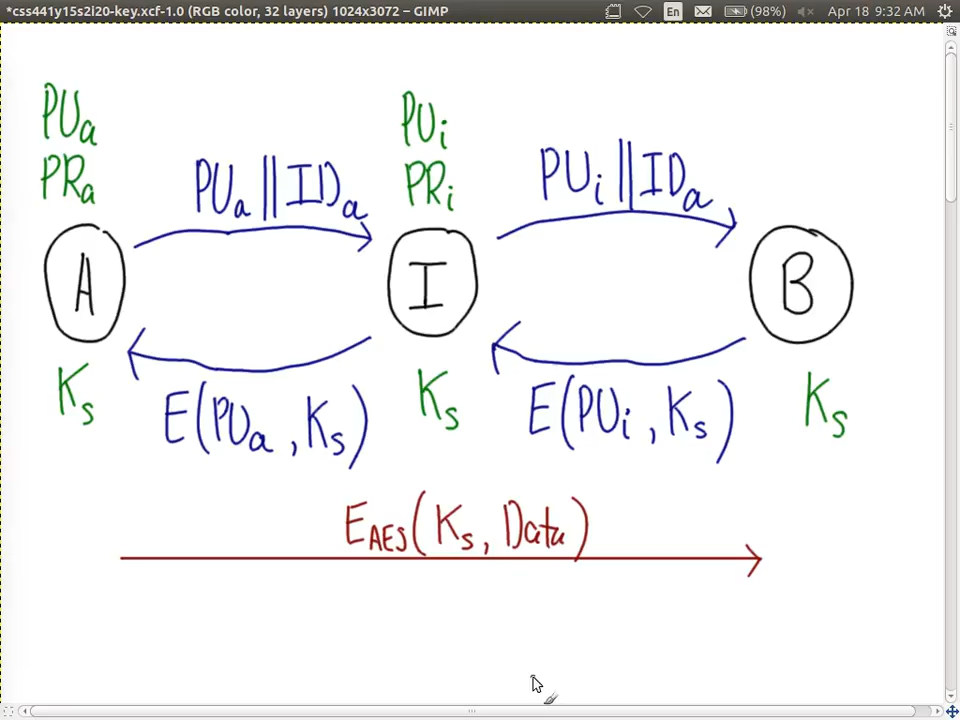 *css441y15s2i20-key.xcf-1.0 (RGB color, 32 layers) 1024x3072 – GIMP
En (98%) Apr 18 9:32 AM
PUa
PRa
PUa || IDa
PUi
PRi
PUi || IDa
A
I
B
Ks
E(PUa, Ks)
Ks
E(PUi, Ks)
Ks
EAES(Ks, Data)